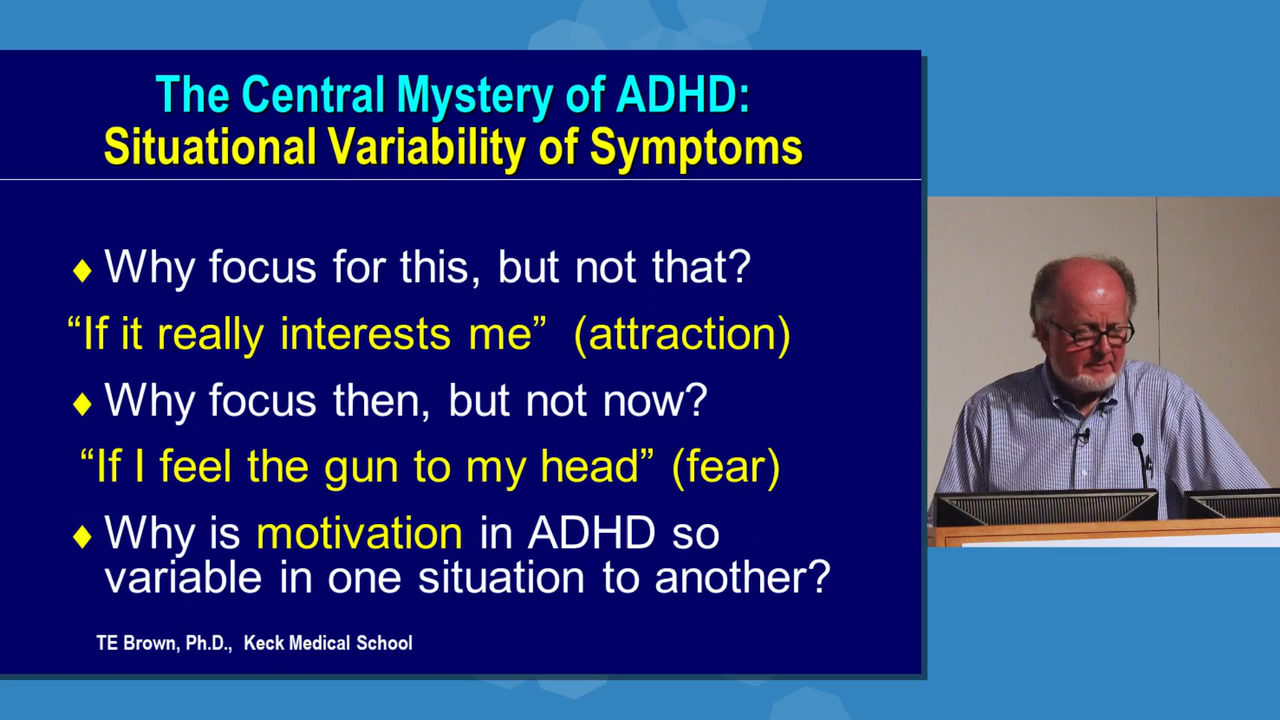 The Central Mystery of ADHD:
Situational Variability of Symptoms
♦ Why focus for this, but not that?
“If it really interests me” (attraction)
♦ Why focus then, but not now?
“If I feel the gun to my head” (fear)
♦ Why is motivation in ADHD so
variable in one situation to another?
TE Brown, Ph.D., Keck Medical School